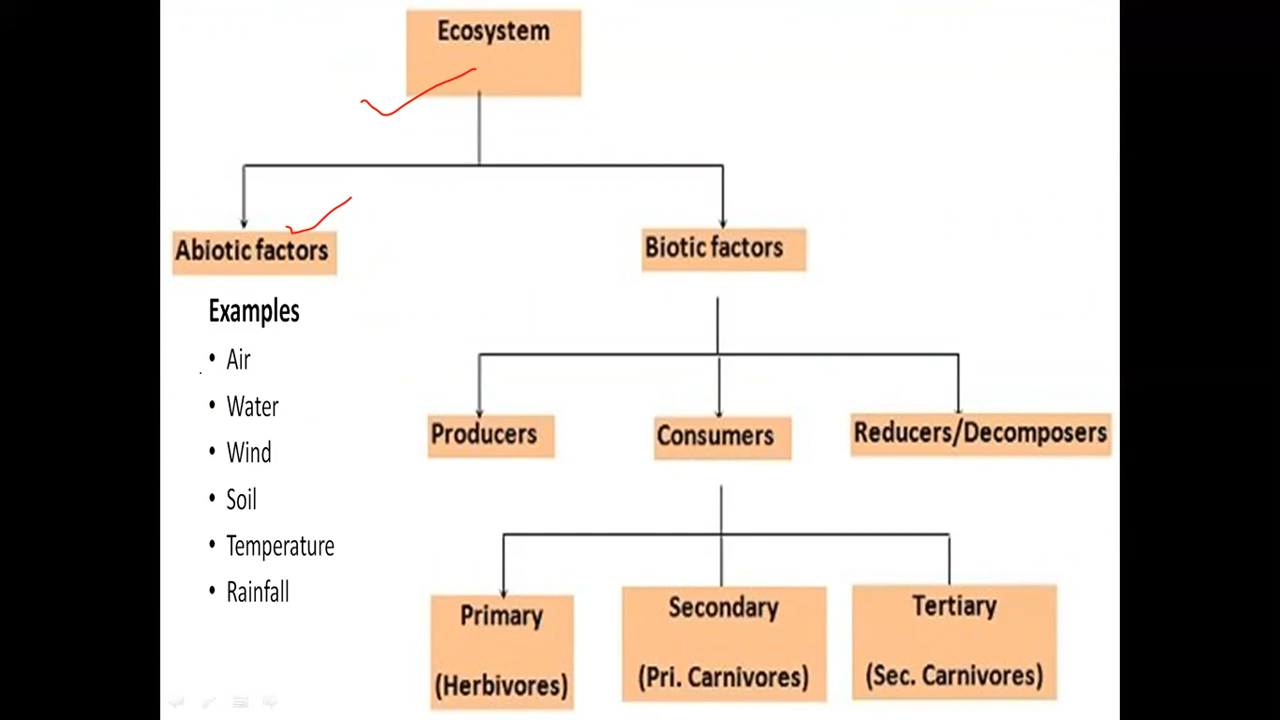 Ecosystem
Abiotic factors
Biotic factors
Examples
• Air
• Water
• Wind
• Soil
• Temperature
• Rainfall
Producers
Consumers
Reducers/Decomposers
Primary
(Herbivores)
Secondary
(Pri. Carnivores)
Tertiary
(Sec. Carnivores)